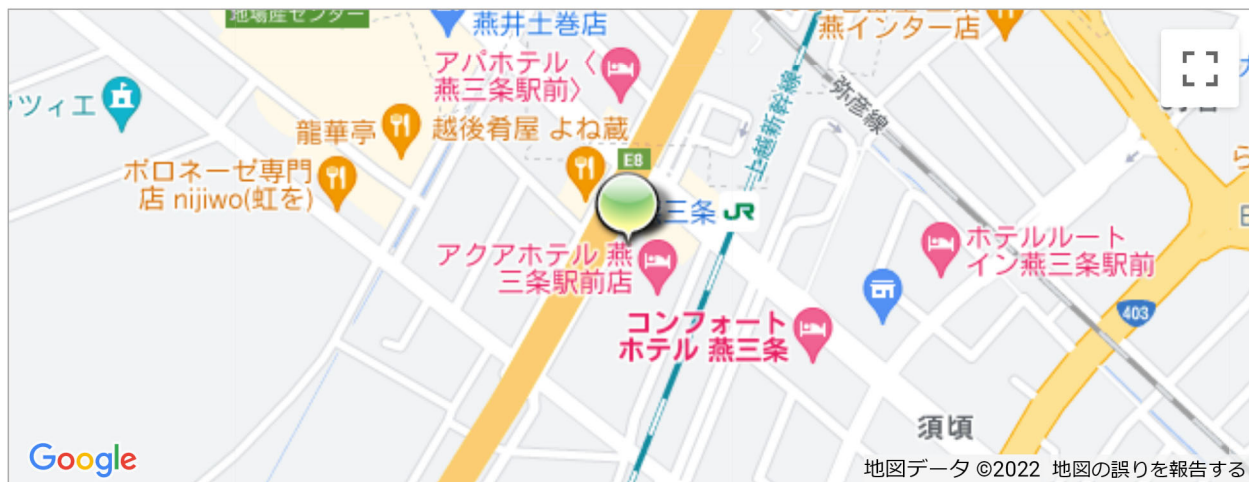 地場産センター
燕井土巻店
燕インター店
アパホテル〈
燕三条駅前〉
弥彦線
上越新幹線
ラツィエ
龍華亭
越後肴屋 よね蔵
E8
ボロネーゼ専門
店 nijiwo(虹を)
三条
JR
アクアホテル 燕
三条駅前店
ホテルルート
イン燕三条駅前
403
コンフォート
ホテル 燕三条
須頃
Google
地図データ ©2022 地図の誤りを報告する